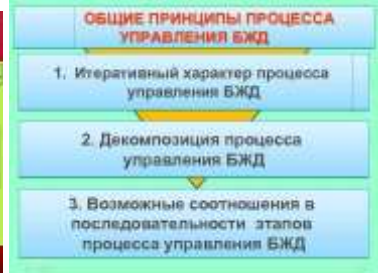 ОБЩИЕ ПРИНЦИПЫ ПРОЦЕССА
УПРАВЛЕНИЯ БЖД
1. Итеративный характер процесса
управления БЖД
2. Декомпозиция процесса
управления БЖД
3. Возможные соотношения в
последовательности этапов
процесса управления БЖД